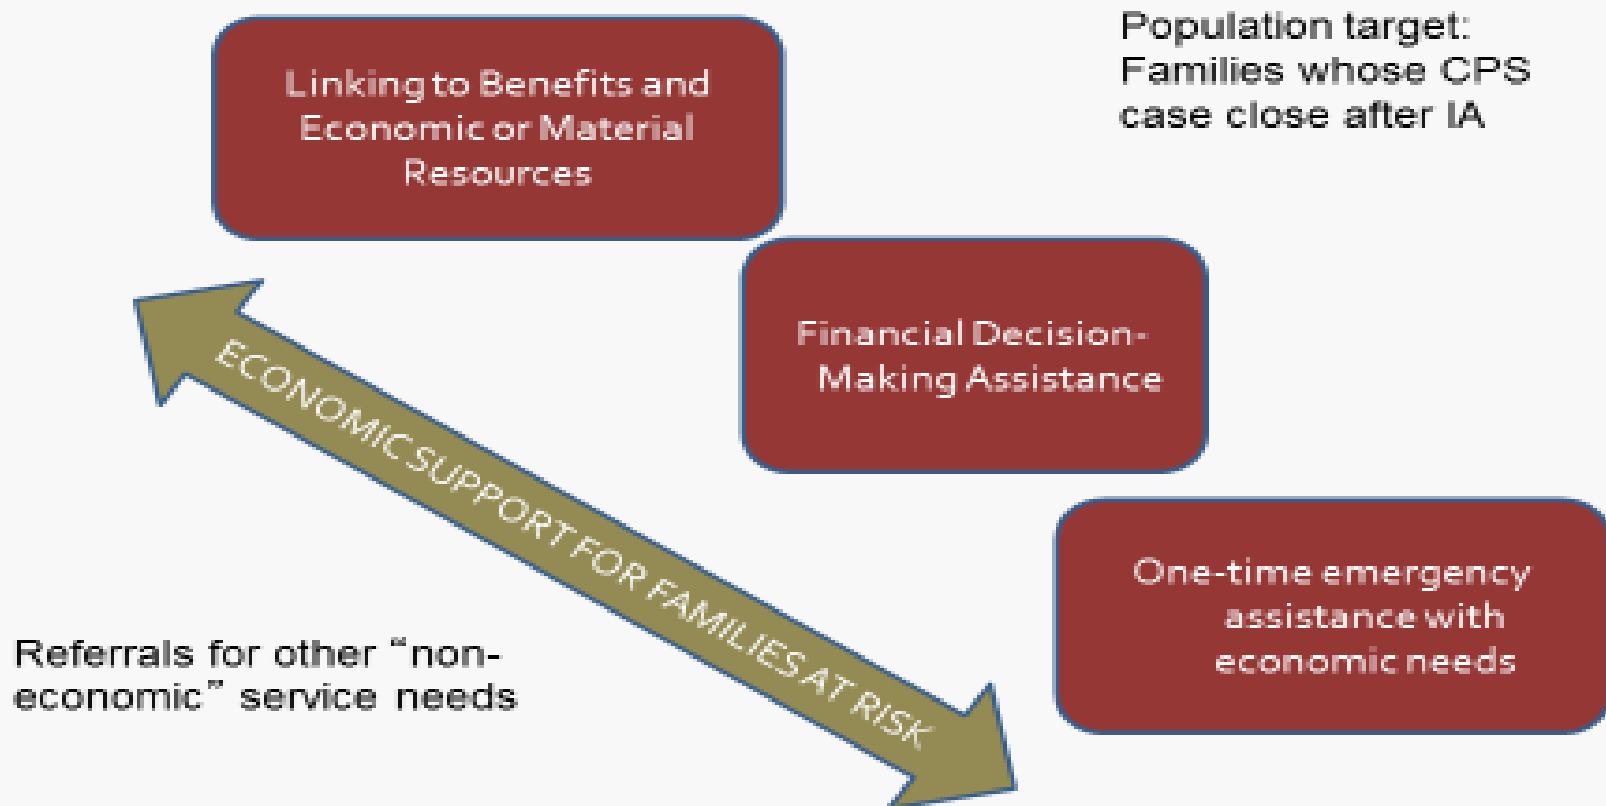 Population target:
Families whose CPS
case close after IA
Linking to Benefits and
Economic or Material
Resources
Financial Decision-
Making Assistance
One-time emergency
assistance with
economic needs
ECONOMIC SUPPORT FOR FAMILIES AT RISK
Referrals for other “non-
economic” service needs